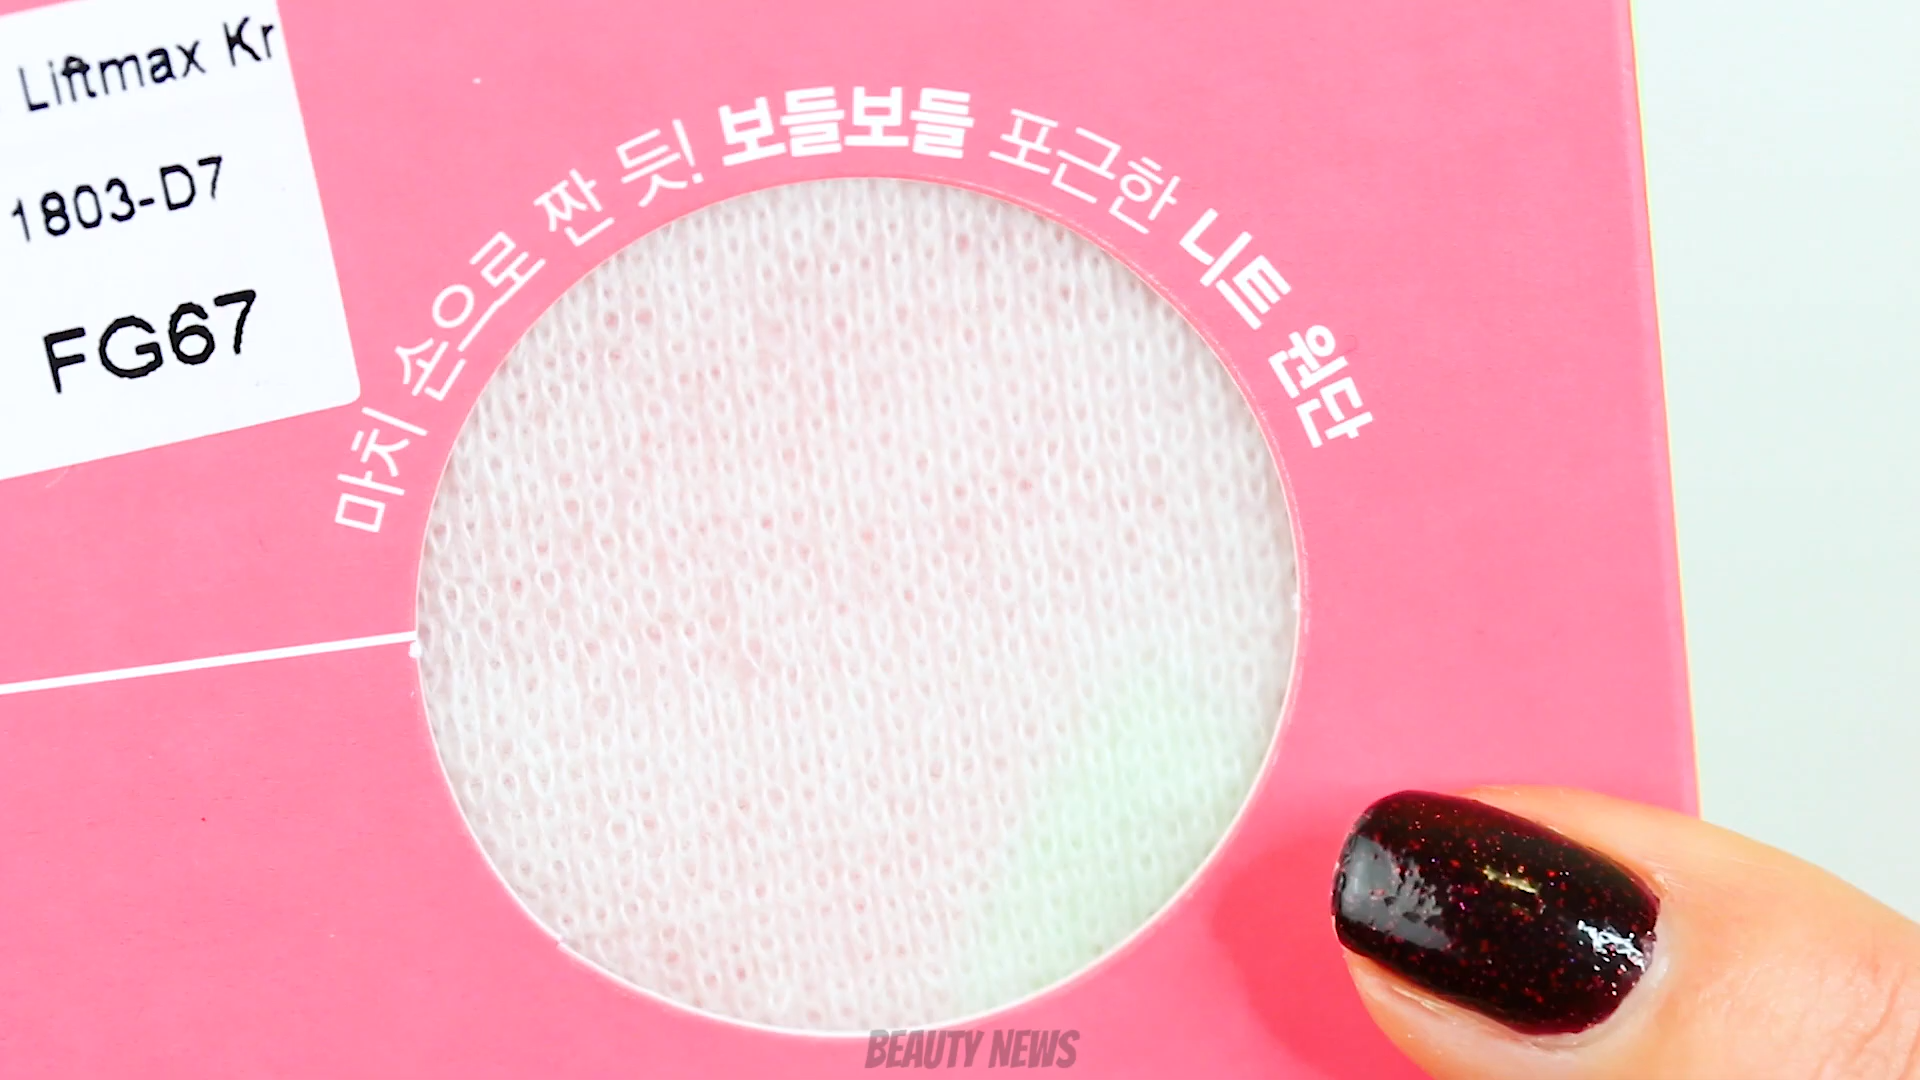 Liftmax Kr
1803-D7
FG67
마치 손으로 짠 듯! 보들보들 포근한 니트 원단
BEAUTY NEWS